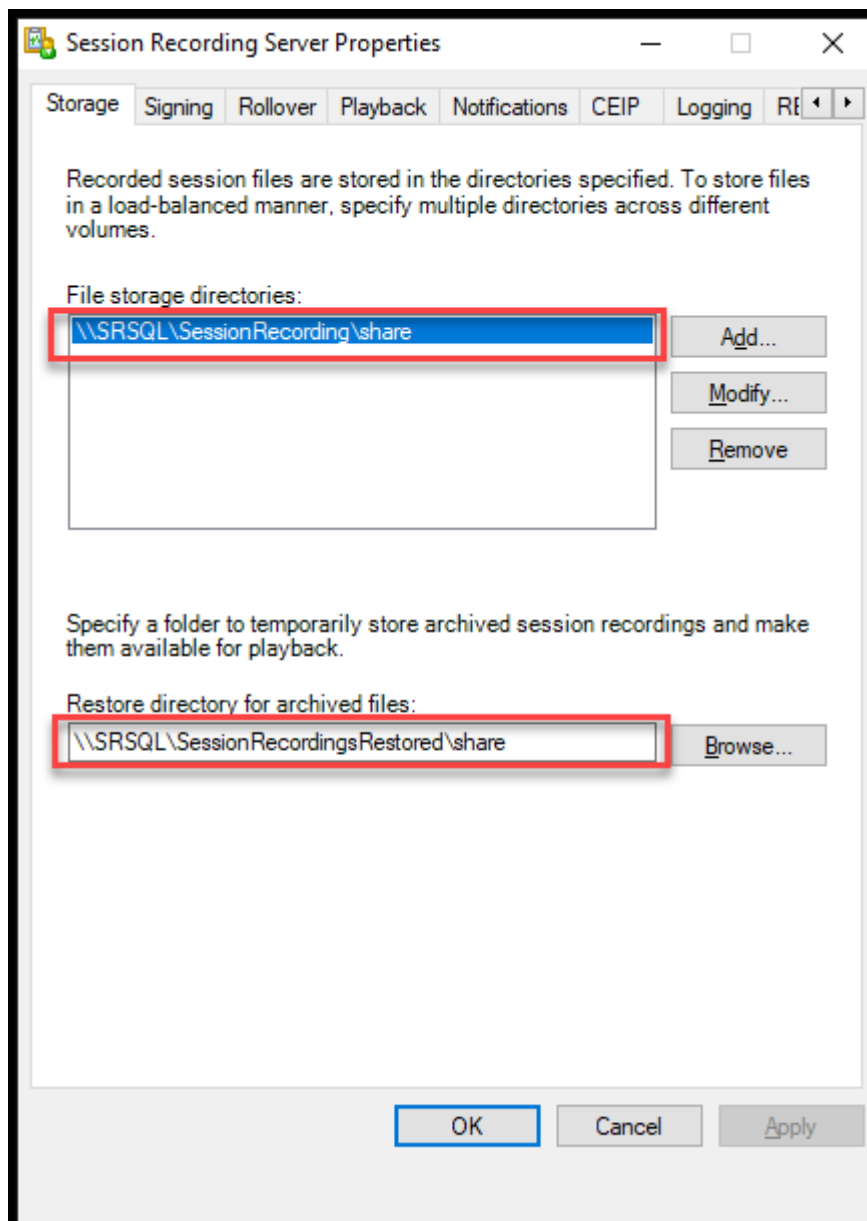 Session Recording Server Properties
Storage Signing Rollover Playback Notifications CEIP Logging
Recorded session files are stored in the directories specified. To store files
in a load-balanced manner, specify multiple directories across different
volumes.
File storage directories:
\\SRSQL\SessionRecording\share
Add...
Modify...
Remove
Specify a folder to temporarily store archived session recordings and make
them available for playback.
Restore directory for archived files:
\\SRSQL\SessionRecordingsRestored\share
Browse...
OK Cancel Apply